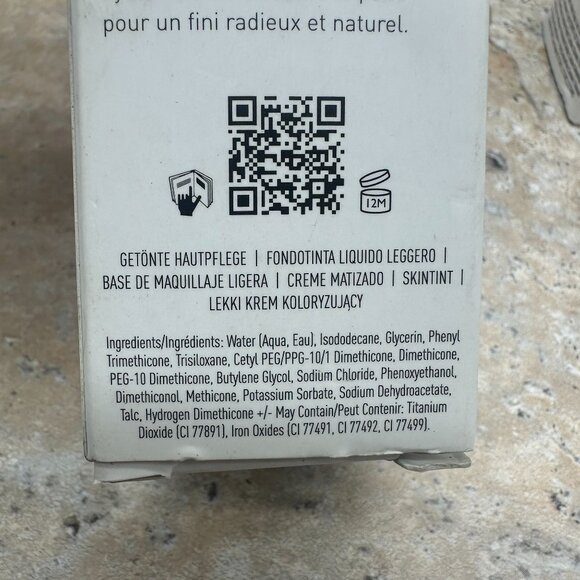 pour un fini radieux et naturel.
12M
GETÖNTE HAUTPFLEGE | FONDOTINTA LIQUIDO LEGGERO |
BASE DE MAQUILLAJE LIGERA | CREME MATIZADO | SKINTINT |
LEKKI KREM KOLORYZUJĄCY
Ingredients/Ingrédients: Water (Aqua, Eau), Isododecane, Glycerin, Phenyl
Trimethicone, Trisiloxane, Cetyl PEG/PPG-10/1 Dimethicone, Dimethicone,
PEG-10 Dimethicone, Butylene Glycol, Sodium Chloride, Phenoxyethanol,
Dimethiconol, Methicone, Potassium Sorbate, Sodium Dehydroacetate,
Talc, Hydrogen Dimethicone +/- May Contain/Peut Contenir: Titanium
Dioxide (CI 77891), Iron Oxides (CI 77491, CI 77492, CI 77499).